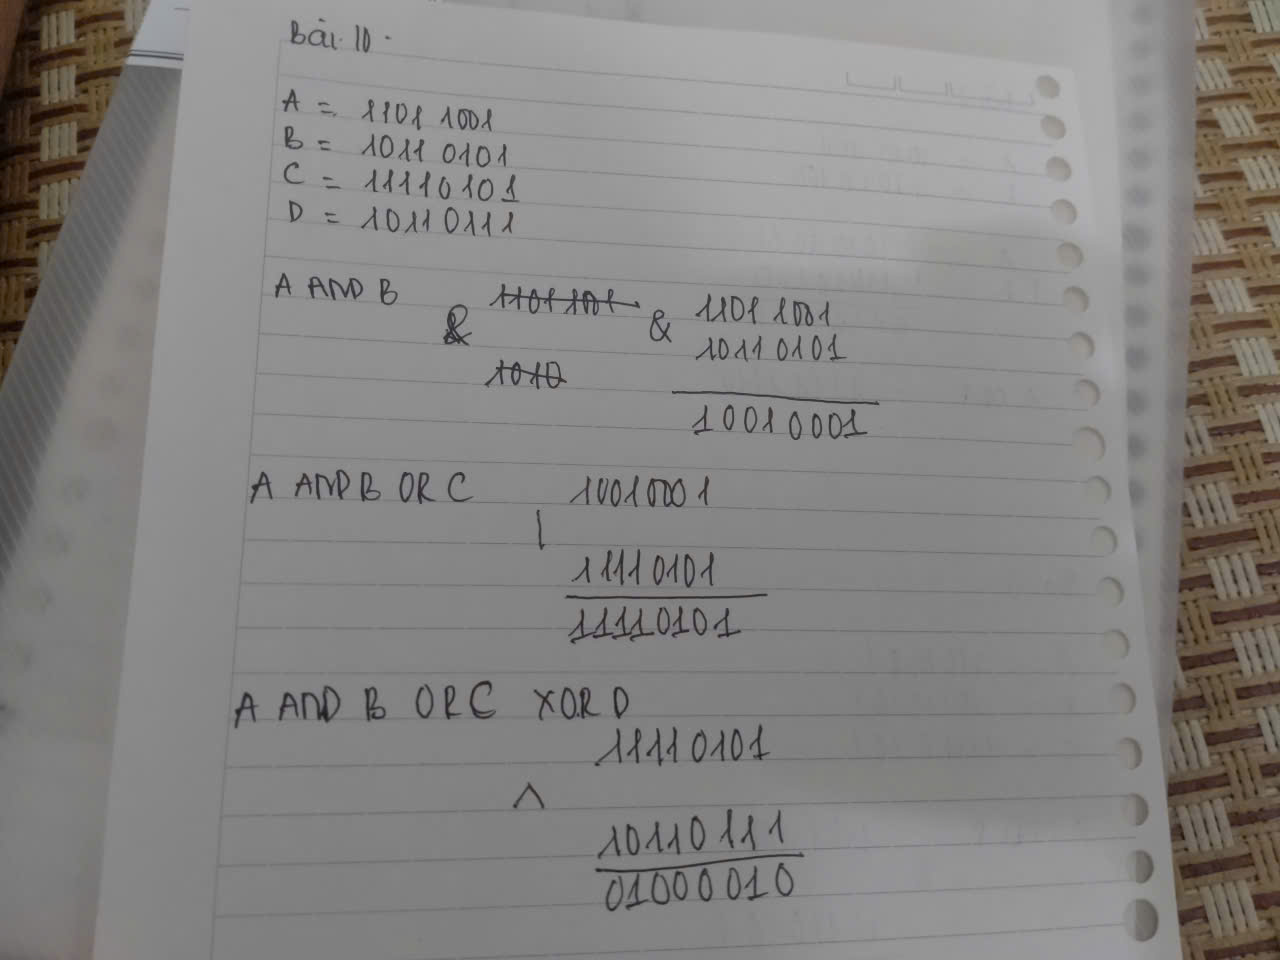 Bài 10.
A = 1101 1001
B = 1011 0101
C = 11110101
D = 10110111
A AND B
1101 101
& & 1101 1001
10110101
1010
10010001
A AND B OR C 10010001
|
11110101
11110101
A AND B OR C XOR D
11110101
^
10110111
01000010